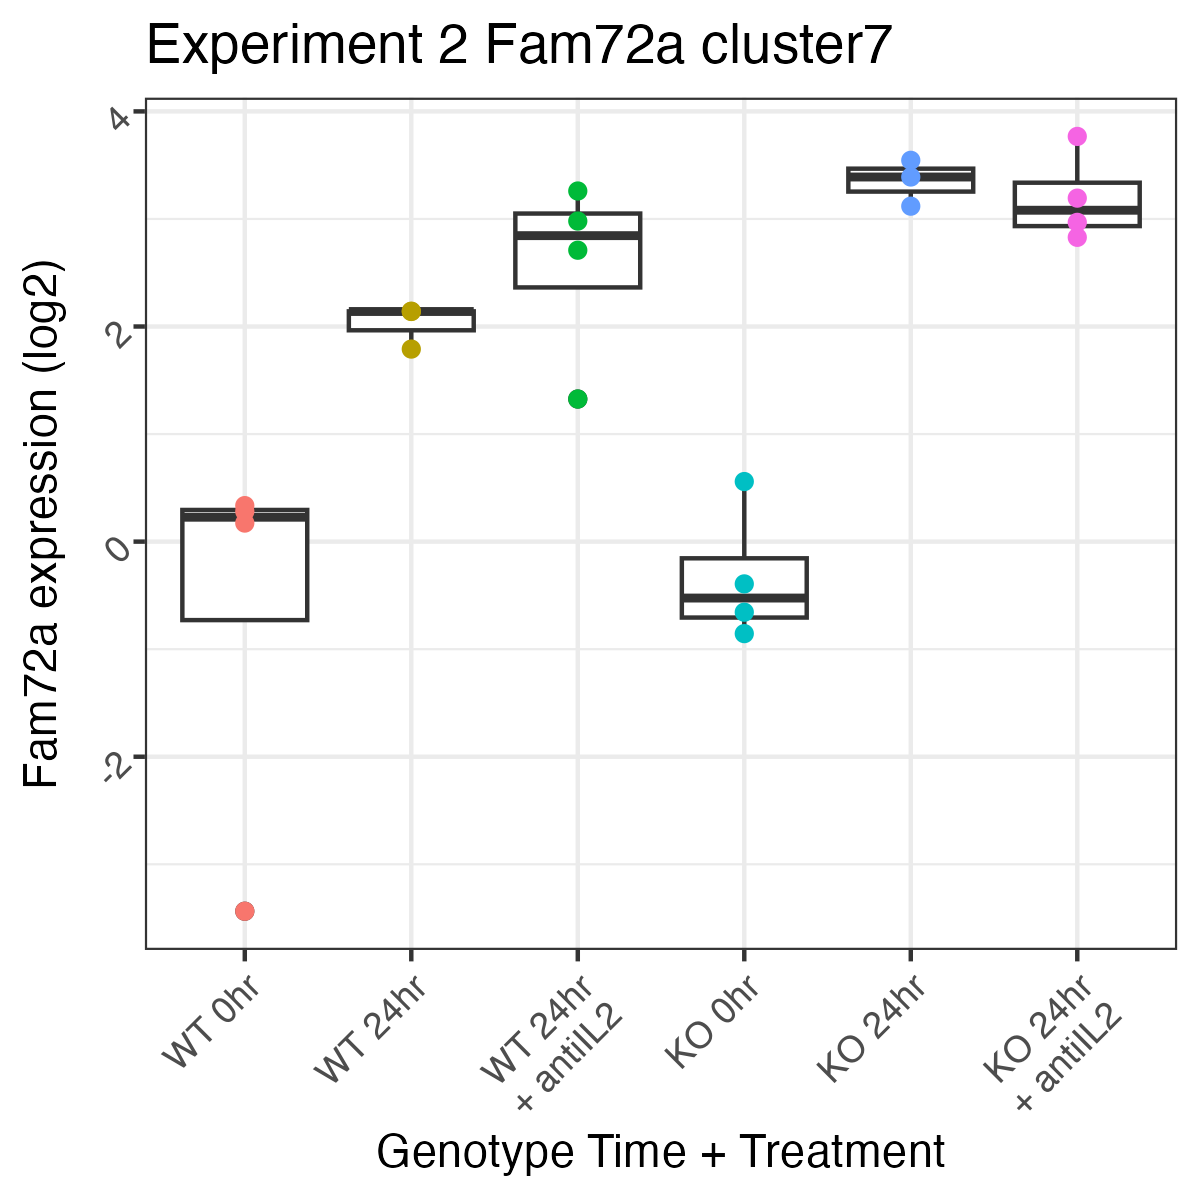 Experiment 2 Fam72a cluster7
Fam72a expression (log2)
4
2
0
-2
WT 0hr
WT 24hr
WT 24hr
+ antiIL2
KO 0hr
KO 24hr
KO 24hr
+ antiIL2
Genotype Time + Treatment